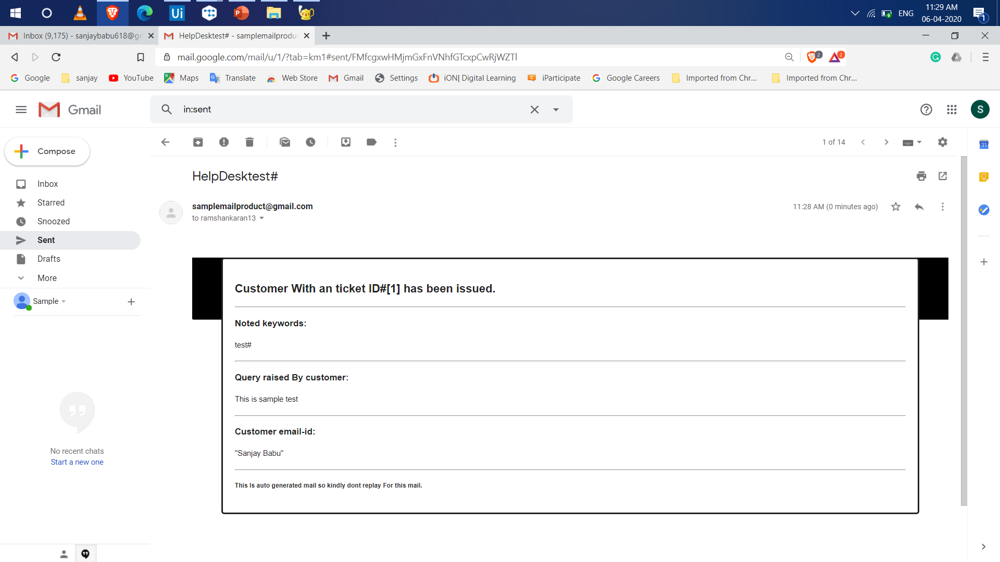 11:29 AM
ENG
06-04-2020
1
Ui
P
Inbox (9,175) - sanjaybabu618@gm
HelpDesktest# - samplemailprodu
mail.google.com/mail/u/1/?tab=km1#sent/FMfcgxwHMjmGxFnVNhfGTcxpCwRjWZTl
2
2
Google
sanjay
YouTube
Maps
Translate
Web Store
Gmail
Settings
iON| Digital Learning
iParticipate
Google Careers
Imported from Chr...
Imported from Chr...
Gmail
in:sent
S
Compose
1 of 14
31
Inbox
Starred
Snoozed
Sent
Drafts
More
Sample
No recent chats
Start a new one
HelpDesktest#
samplemailproduct@gmail.com
11:28 AM (0 minutes ago)
to ramshankaran13
Customer With an ticket ID#[1] has been issued.
Noted keywords:
test#
Query raised By customer:
This is sample test
Customer email-id:
"Sanjay Babu"
This Is auto generated mail so kindly dont replay For this mail.